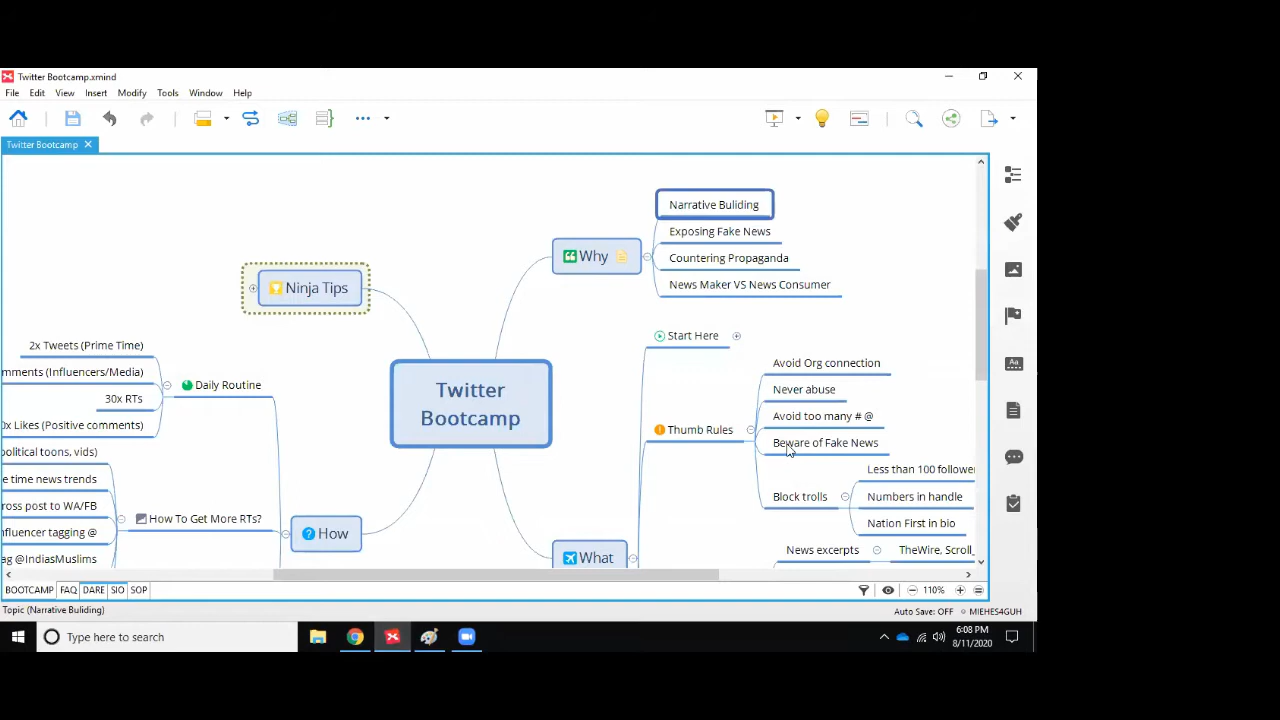 Twitter Bootcamp.xmind
File Edit View Insert Modify Tools Window Help
Twitter Bootcamp
Narrative Buliding
Exposing Fake News
Why
Countering Propaganda
News Maker VS News Consumer
Ninja Tips
Start Here
2x Tweets (Prime Time)
mments (Influencers/Media)
30x RTs
0x Likes (Positive comments)
Daily Routine
Twitter
Bootcamp
Avoid Org connection
Never abuse
Avoid too many # @
Thumb Rules
Beware of Fake News
Block trolls
Less than 100 followe
Numbers in handle
Nation First in bio
political toons, vids)
e time news trends
ross post to WA/FB
nfluencer tagging @
ag @IndiasMuslims
How To Get More RTs?
How
What
News excerpts
TheWire, Scroll_
BOOTCAMP FAQ DARE SIO SOP
110%
Topic (Narrative Buliding)
Auto Save: OFF
MIEHES4GUH
Type here to search
6:08 PM
8/11/2020